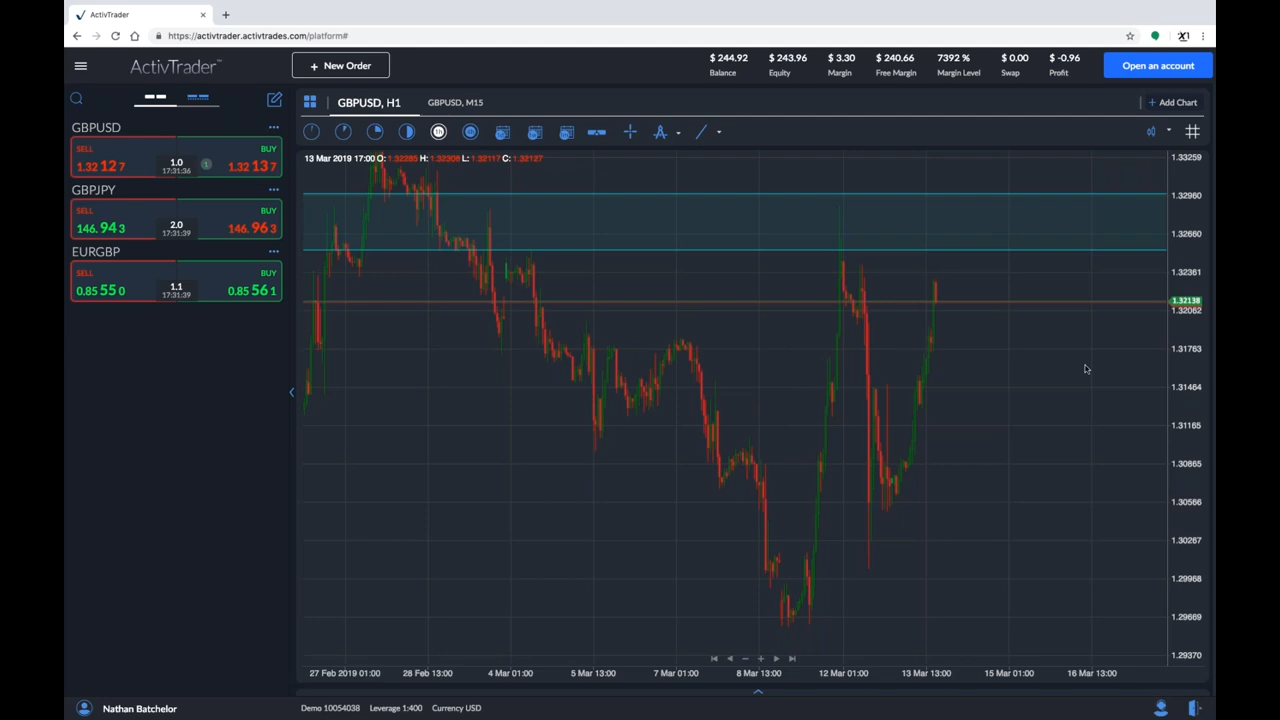 ActivTrader
https://activtrader.activtrades.com/platform#
ActivTrader™
+ New Order
$ 244.92 $ 243.96 $ 3.30 $ 240.66 7392 % $ 0.00 $ -0.96
Balance Equity Margin Free Margin Margin Level Swap Profit
Open an account
GBPUSD, H1 GBPUSD, M15
+ Add Chart
GBPUSD
SELL BUY
1.32 12 7 1.0 1 1.32 13 7
17:31:36
GBPJPY
SELL BUY
146. 94 3 2.0 146. 96 3
17:31:39
EURGBP
SELL BUY
0.85 55 0 1.1 0.85 56 1
17:31:39
13 Mar 2019 17:00 O: 1.32285 H: 1.32308 L: 1.32117 C: 1.32127
1.33259
1.32960
1.32660
1.32361
1.32138
1.32062
1.31763
1.31464
1.31165
1.30865
1.30566
1.30267
1.29968
1.29669
1.29370
27 Feb 2019 01:00 28 Feb 13:00 4 Mar 01:00 5 Mar 13:00 7 Mar 01:00 8 Mar 13:00 12 Mar 01:00 13 Mar 13:00 15 Mar 01:00 16 Mar 13:00
Nathan Batchelor
Demo 10054038 Leverage 1:400 Currency USD